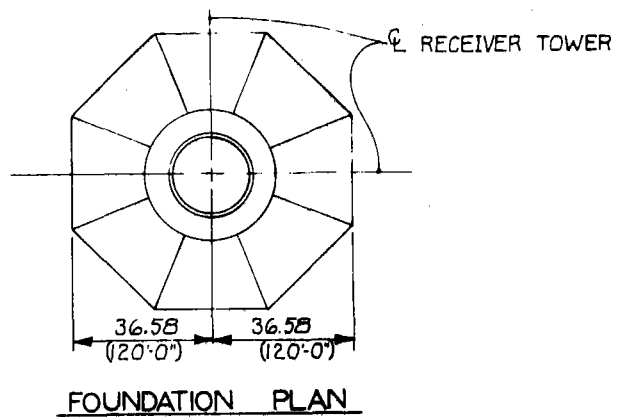 ℄ RECEIVER TOWER
36.58 36.58
(120'-0") (120'-0")
FOUNDATION PLAN